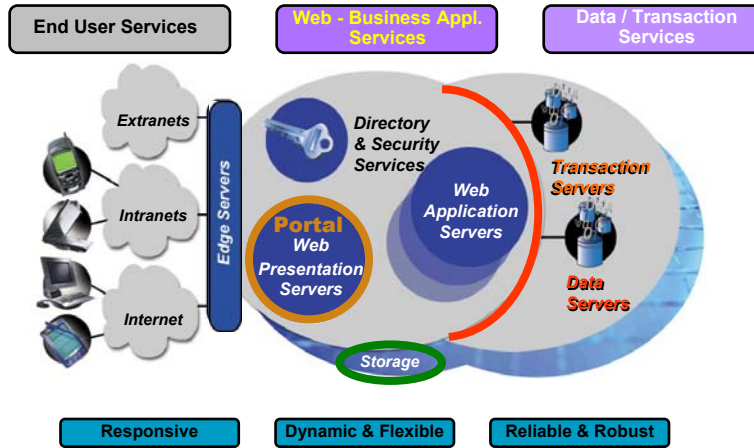 End User Services
Web - Business Appl.
Services
Data / Transaction
Services
Extranets
Intranets
Internet
Edge Servers
Directory
& Security
Services
Portal
Web
Presentation
Servers
Web
Application
Servers
Transaction
Servers
Data
Servers
Storage
Responsive
Dynamic & Flexible
Reliable & Robust